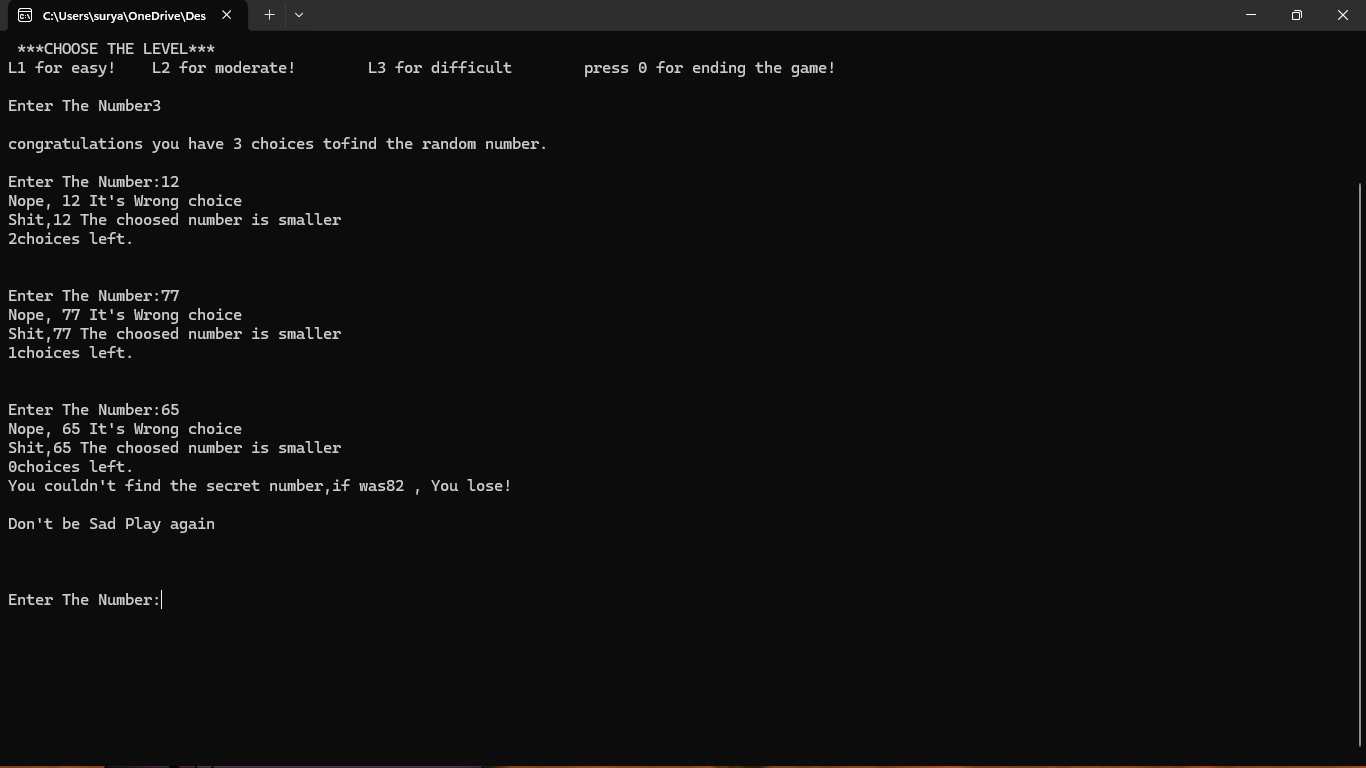 C:\Users\surya\OneDrive\Des
***CHOOSE THE LEVEL***
L1 for easy!    L2 for moderate!        L3 for difficult        press 0 for ending the game!
Enter The Number3
congratulations you have 3 choices tofind the random number.
Enter The Number:12
Nope, 12 It's Wrong choice
Shit,12 The choosed number is smaller
2choices left.
Enter The Number:77
Nope, 77 It's Wrong choice
Shit,77 The choosed number is smaller
1choices left.
Enter The Number:65
Nope, 65 It's Wrong choice
Shit,65 The choosed number is smaller
0choices left.
You couldn't find the secret number,if was82 , You lose!
Don't be Sad Play again
Enter The Number: